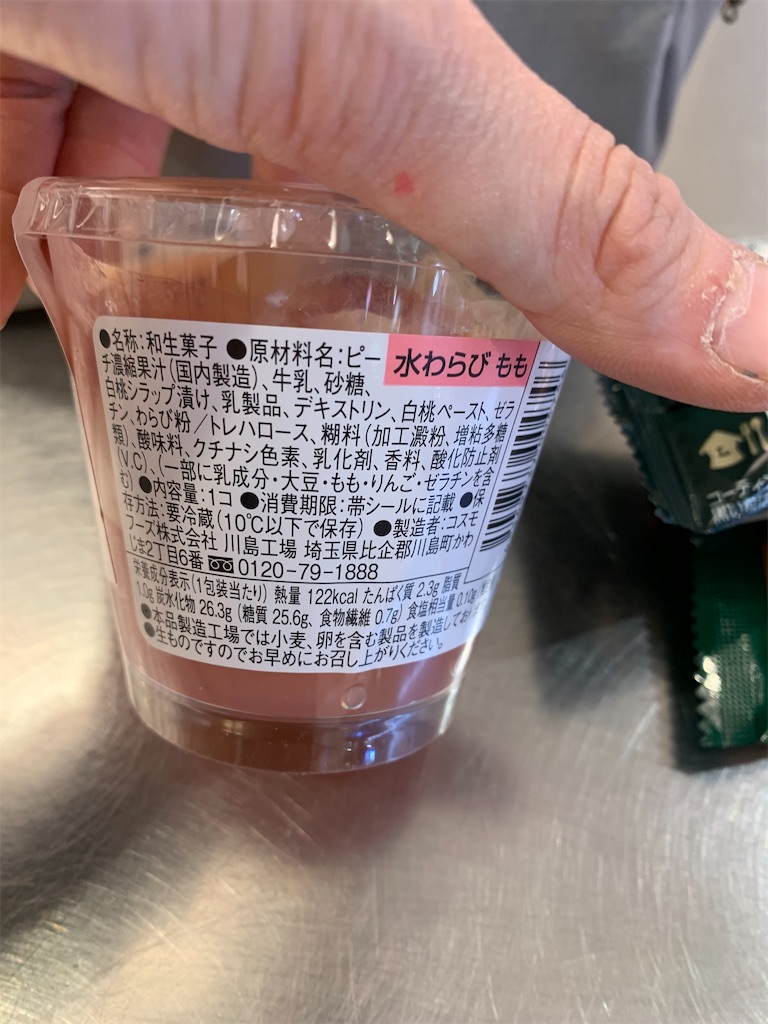 ●名称:和生菓子 ●原材料名:ピー
水わらび もも
チ濃縮果汁(国内製造)、牛乳、砂糖、
白桃シラップ漬け、乳製品、デキストリン、白桃ペースト、ゼラ
チン、わらび粉/トレハロース、糊料(加工澱粉、増粘多糖
類)、酸味料、クチナシ色素、乳化剤、香料、酸化防止剤
(V.C)、(一部に乳成分・大豆・もも・りんご・ゼラチンを含
む) ●内容量:1コ ●消費期限:帯シールに記載 ●保
存方法:要冷蔵(10℃以下で保存) ●製造者:コスモ
フーズ株式会社 川島工場 埼玉県比企郡川島町かわ
じま2丁目6番 0120-79-1888
栄養成分表示(1包装当たり) 熱量 122kcal たんぱく質 2.3g 脂質
1.0g 炭水化物 26.3g (糖質 25.6g、食物繊維 0.7g) 食塩相当量 0.10g
●本品製造工場では小麦、卵を含む製品を製造してお
●生ものですのでお早めにお召し上がりください。
コーディ